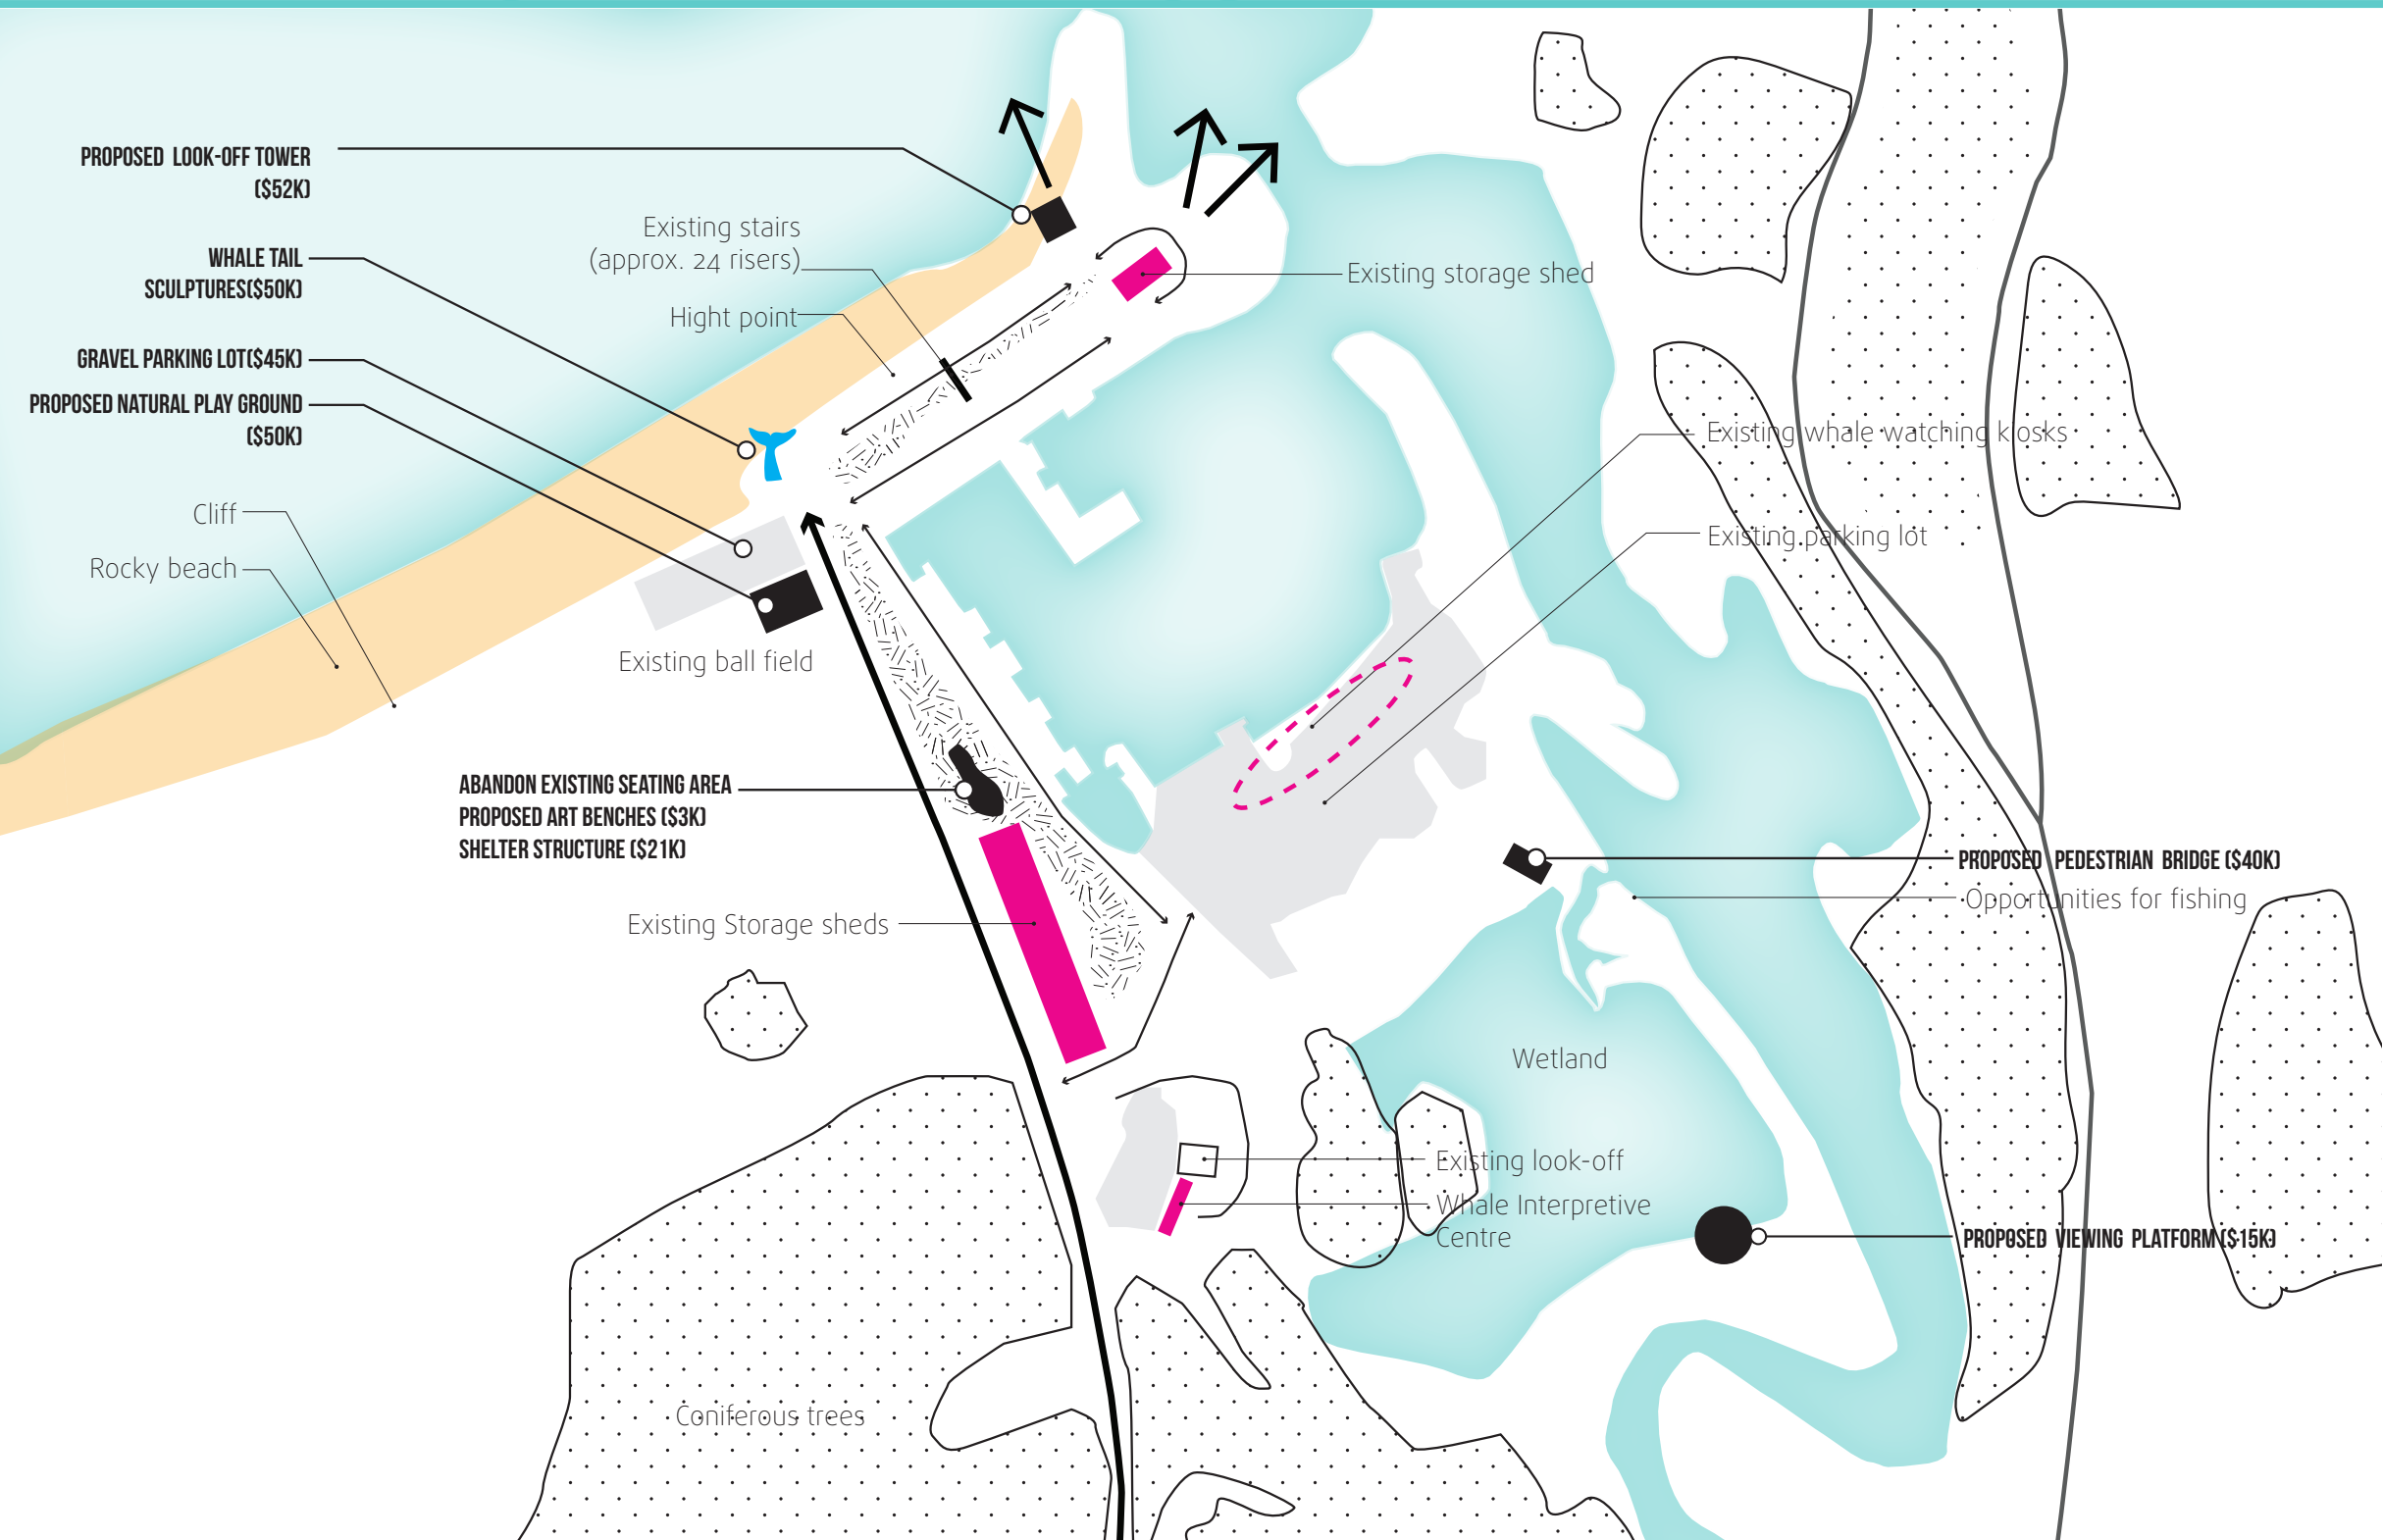 PROPOSED LOOK-OFF TOWER
($52K)
WHALE TAIL
SCULPTURES($50K)
GRAVEL PARKING LOT($45K)
PROPOSED NATURAL PLAY GROUND
($50K)
Cliff
Rocky beach
Existing stairs
(approx. 24 risers)
Hight point
Existing storage shed
Existing whale watching kiosks
Existing parking lot
Existing ball field
ABANDON EXISTING SEATING AREA
PROPOSED ART BENCHES ($3K)
SHELTER STRUCTURE ($21K)
Existing Storage sheds
PROPOSED PEDESTRIAN BRIDGE ($40K)
Opportunities for fishing
Wetland
Existing look-off
Whale Interpretive
Centre
PROPOSED VIEWING PLATFORM ($15K)
Coniferous trees